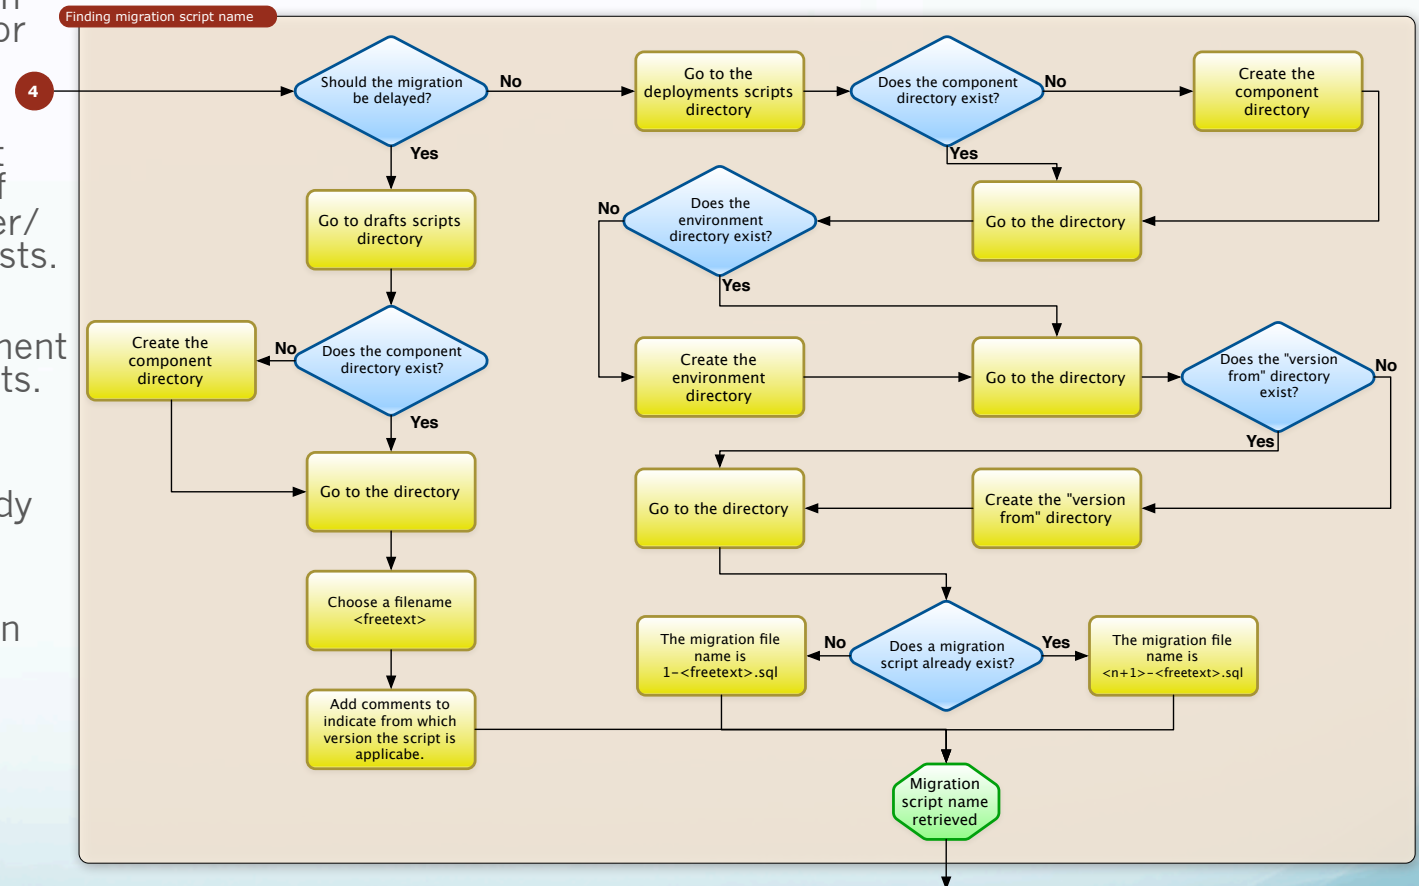 Finding migration script name
or
4
Should the migration
be delayed?
No
Go to the
deployments scripts
directory
Does the component
directory exist?
No
Create the
component
directory
Yes
Yes
er/
sts.
Go to drafts scripts
directory
No
Does the
environment
directory exist?
Go to the directory
Yes
ment
ts.
Create the
component
directory
No
Does the component
directory exist?
Create the
environment
directory
Go to the directory
Does the "version
from" directory
exist?
No
Yes
Yes
dy
Go to the directory
Go to the directory
Create the "version
from" directory
Choose a filename
<freetext>
n
The migration file
name is
1-<freetext>.sql
No
Does a migration
script already exist?
Yes
The migration file
name is
<n+1>-<freetext>.sql
Add comments to
indicate from which
version the script is
applicabe.
Migration
script name
retrieved